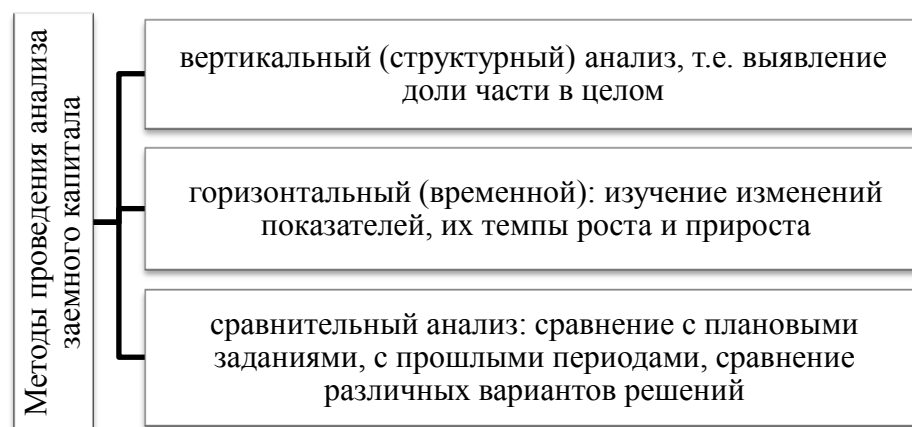 Методы проведения анализа
заемного капитала
вертикальный (структурный) анализ, т.е. выявление
доли части в целом
горизонтальный (временной): изучение изменений
показателей, их темпы роста и прироста
сравнительный анализ: сравнение с плановыми
заданиями, с прошлыми периодами, сравнение
различных вариантов решений